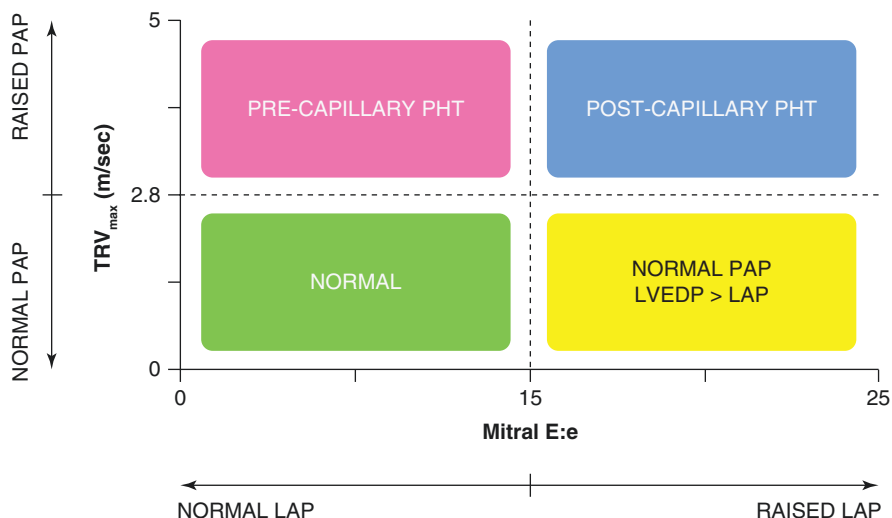 RAISED PAP
NORMAL PAP
TRVmax (m/sec)
5
2.8
0
PRE-CAPILLARY PHT
POST-CAPILLARY PHT
NORMAL
NORMAL PAP
LVEDP > LAP
0
15
25
Mitral E:e
NORMAL LAP
RAISED LAP